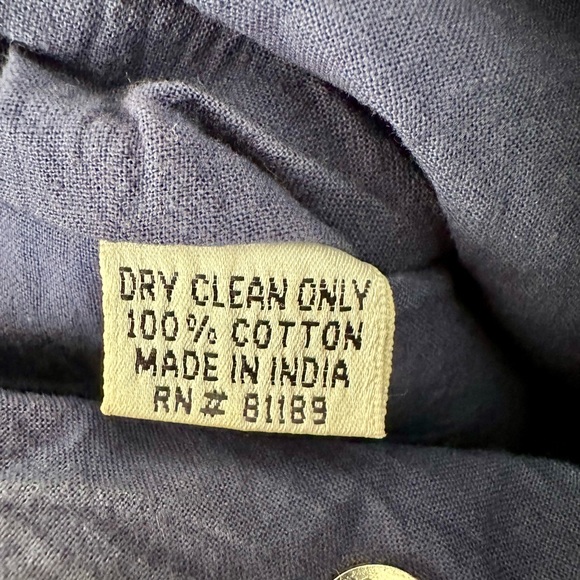 DRY CLEAN ONLY
100% COTTON
MADE IN INDIA
RN# 81189